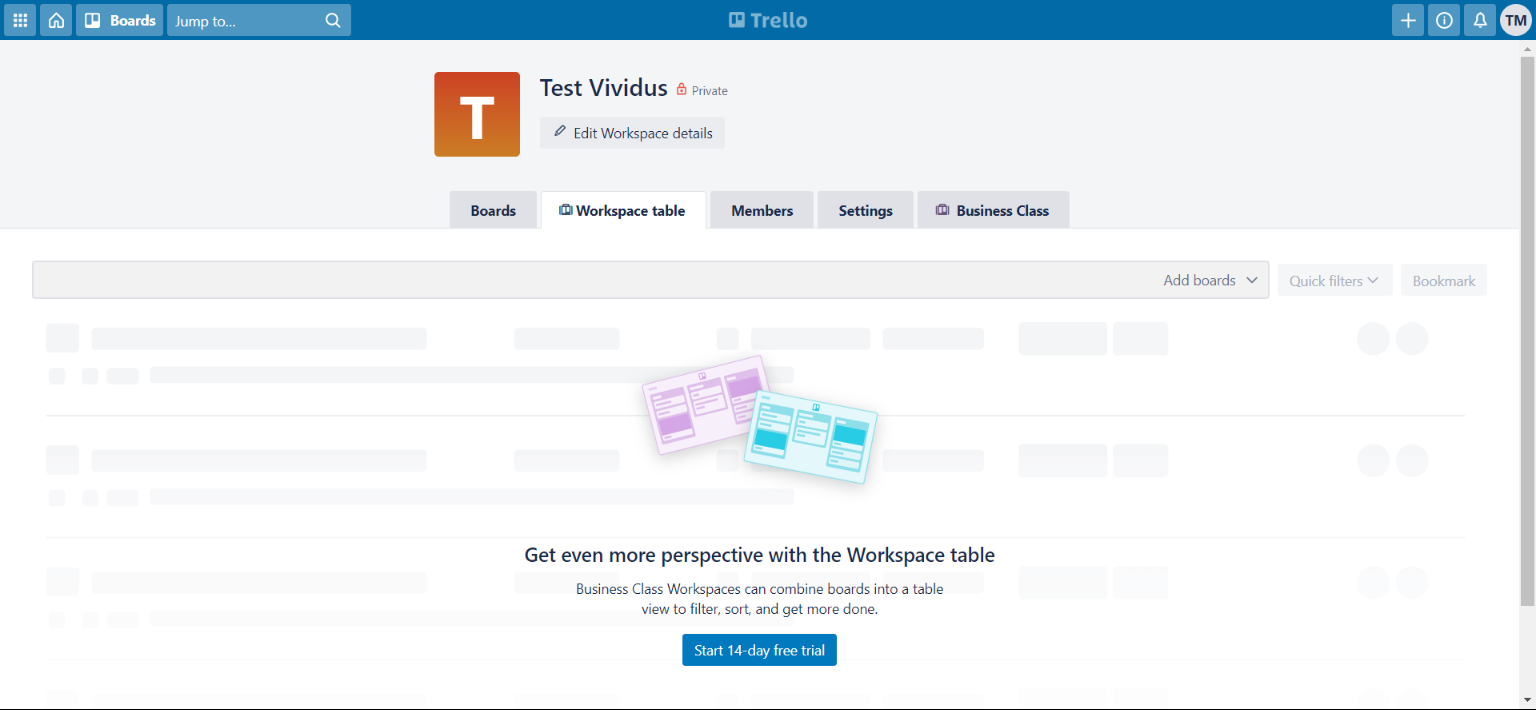 Boards Jump to... Trello TM
T
Test Vividus Private
Edit Workspace details
Boards Workspace table Members Settings Business Class
Add boards Quick filters Bookmark
Get even more perspective with the Workspace table
Business Class Workspaces can combine boards into a table
view to filter, sort, and get more done.
Start 14-day free trial